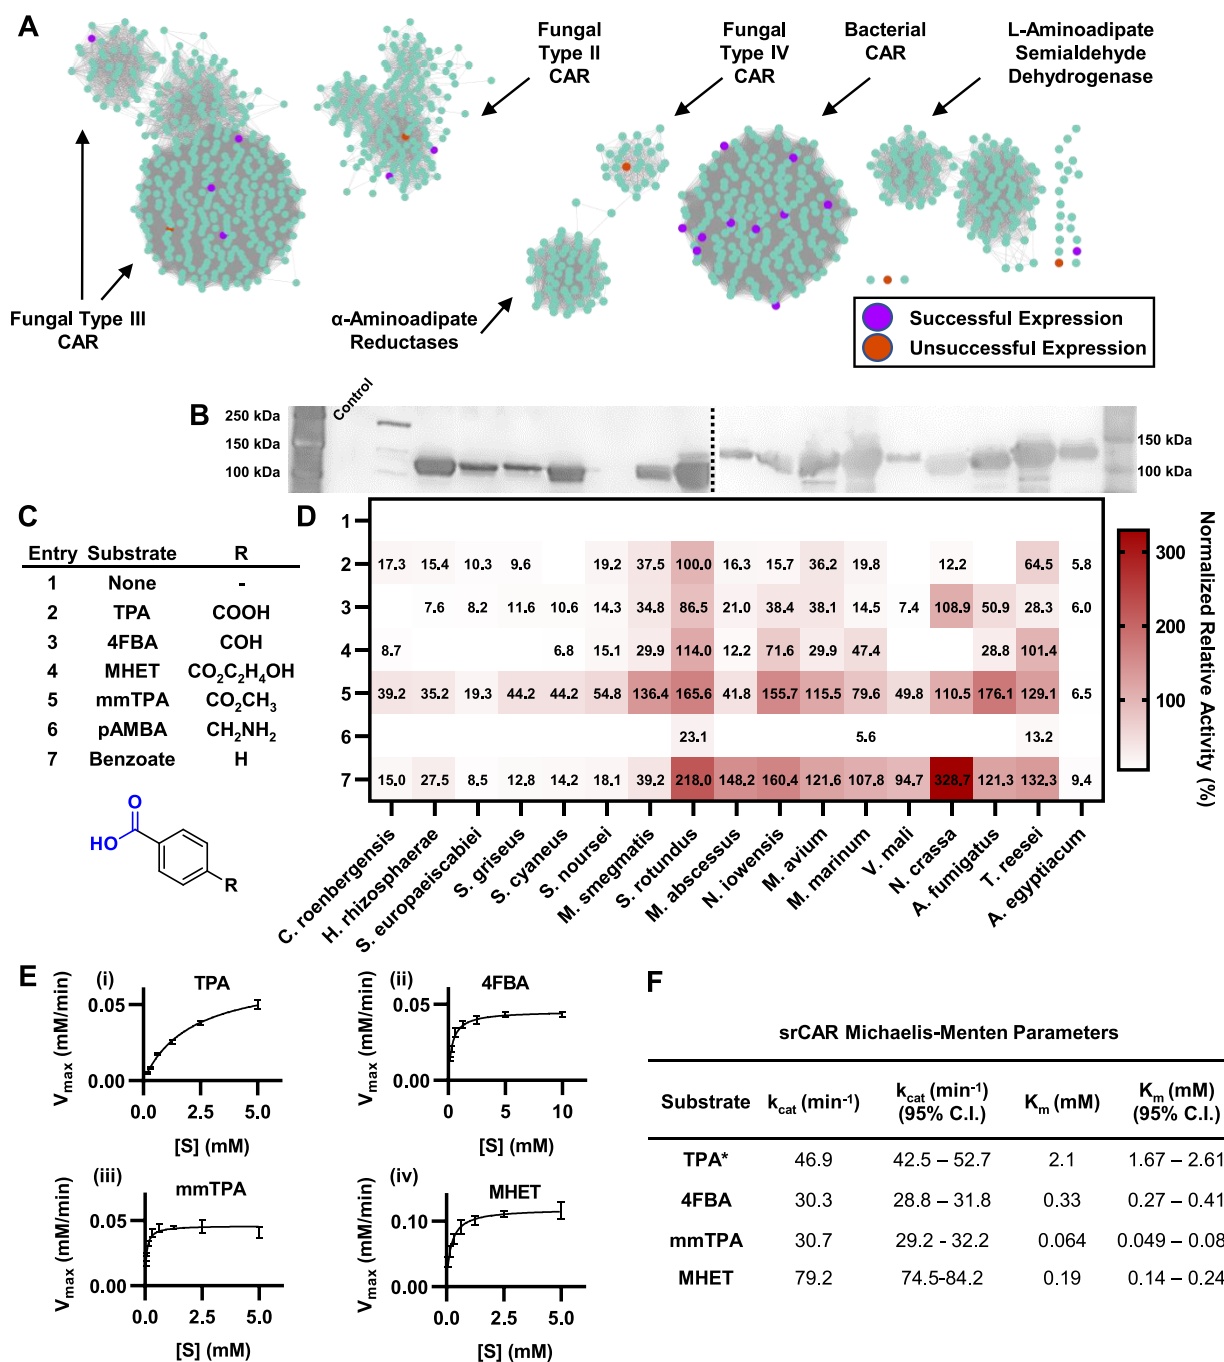 A
Fungal
Type II
CAR
Fungal
Type IV
CAR
Bacterial
CAR
L-Aminoadipate
Semialdehyde
Dehydrogenase
Fungal Type III
CAR
α-Aminoadipate
Reductases
Successful Expression
Unsuccessful Expression
B
250 kDa
150 kDa
100 kDa
Control
150 kDa
100 kDa
C
Entry Substrate R
1 None -
2 TPA COOH
3 4FBA COH
4 MHET CO₂C₂H₄OH
5 mmTPA CO₂CH₃
6 pAMBA CH₂NH₂
7 Benzoate H
O
HO
R
D
1
2 17.3 15.4 10.3 9.6 19.2 37.5 100.0 16.3 15.7 36.2 19.8 12.2 64.5 5.8
3 7.6 8.2 11.6 10.6 14.3 34.8 86.5 21.0 38.4 38.1 14.5 7.4 108.9 50.9 28.3 6.0
4 8.7 6.8 15.1 29.9 114.0 12.2 71.6 29.9 47.4 28.8 101.4
5 39.2 35.2 19.3 44.2 44.2 54.8 136.4 165.6 41.8 155.7 115.5 79.6 49.8 110.5 176.1 129.1 6.5
6 23.1 5.6 13.2
7 15.0 27.5 8.5 12.8 14.2 18.1 39.2 218.0 148.2 160.4 121.6 107.8 94.7 328.7 121.3 132.3 9.4
C. roenbergensis
H. rhizosphaerae
S. europaeiscabiei
S. griseus
S. cyaneus
S. noursei
M. smegmatis
S. rotundus
M. abscessus
N. iowensis
M. avium
M. marinum
V. mali
N. crassa
A. fumigatus
T. reesei
A. egyptiacum
300
200
100
Normalized Relative Activity (%)
E
(i) TPA
Vmax (mM/min)
0.05
0.00
0.0 2.5 5.0
[S] (mM)
(ii) 4FBA
Vmax (mM/min)
0.05
0.00
0 5 10
[S] (mM)
(iii) mmTPA
Vmax (mM/min)
0.05
0.00
0.0 2.5 5.0
[S] (mM)
(iv) MHET
Vmax (mM/min)
0.10
0.00
0.0 2.5 5.0
[S] (mM)
F
srCAR Michaelis-Menten Parameters
Substrate kcat (min⁻¹) kcat (min⁻¹) (95% C.I.) Km (mM) Km (mM) (95% C.I.)
TPA* 46.9 42.5 – 52.7 2.1 1.67 – 2.61
4FBA 30.3 28.8 – 31.8 0.33 0.27 – 0.41
mmTPA 30.7 29.2 - 32.2 0.064 0.049 – 0.08
MHET 79.2 74.5-84.2 0.19 0.14 – 0.24